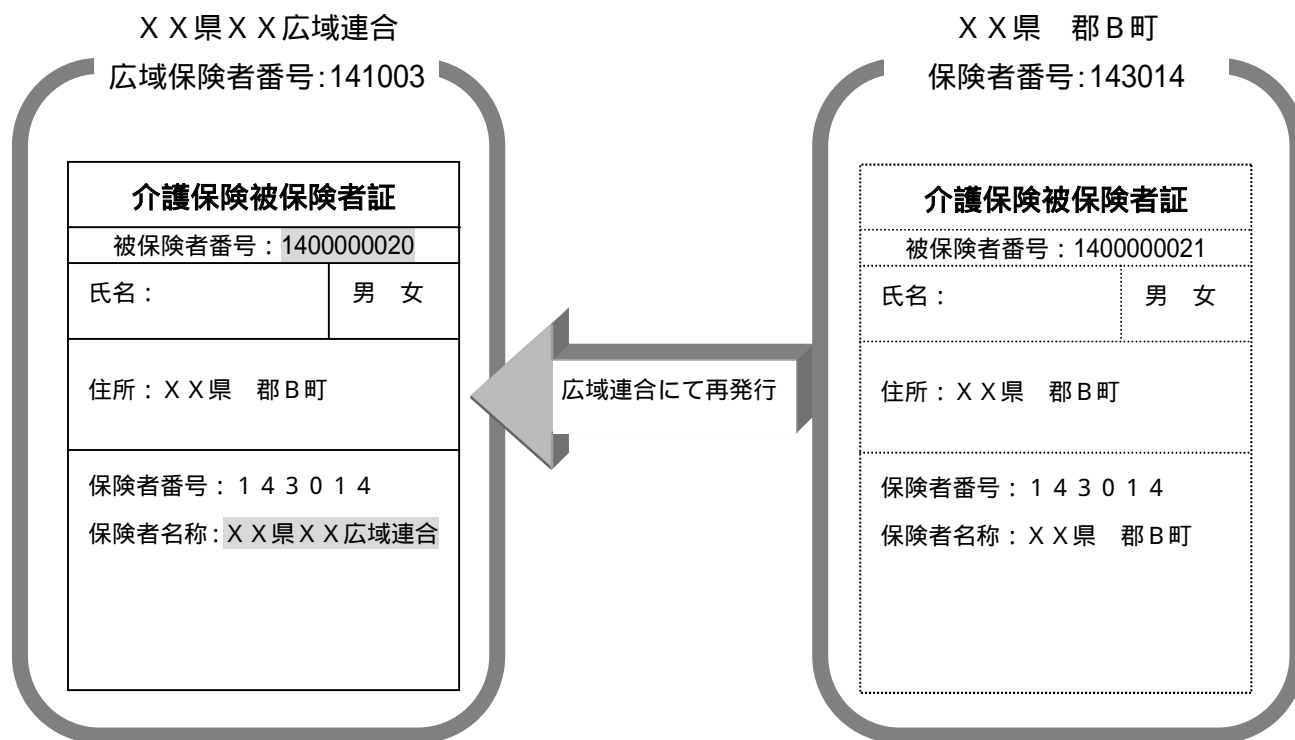 ＸＸ県ＸＸ広域連合
広域保険者番号：141003
介護保険被保険者証
被保険者番号：1400000020
氏名：
男　女
住所：ＸＸ県　郡Ｂ町
保険者番号：１４３０１４
保険者名称：ＸＸ県ＸＸ広域連合
広域連合にて再発行
ＸＸ県　郡Ｂ町
保険者番号：143014
介護保険被保険者証
被保険者番号：1400000021
氏名：
男　女
住所：ＸＸ県　郡Ｂ町
保険者番号：１４３０１４
保険者名称：ＸＸ県　郡Ｂ町